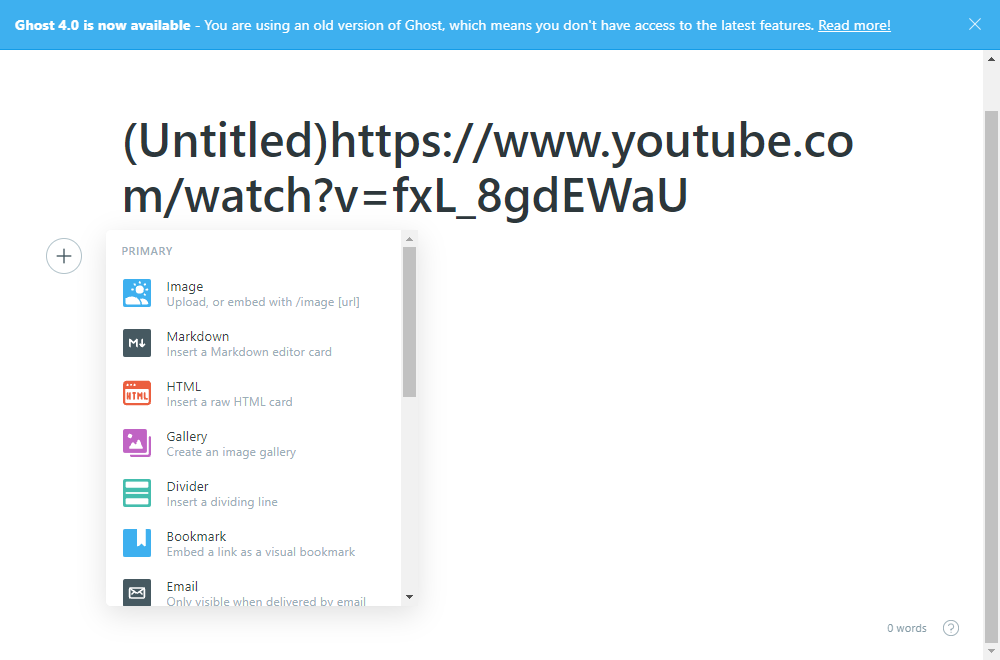 Ghost 4.0 is now available - You are using an old version of Ghost, which means you don't have access to the latest features. Read more!
(Untitled)https://www.youtube.co
m/watch?v=fxL_8gdEWaU
PRIMARY
Image
Upload, or embed with /image [url]
Markdown
Insert a Markdown editor card
HTML
HTML
Insert a raw HTML card
Gallery
Create an image gallery
Divider
Insert a dividing line
Bookmark
Embed a link as a visual bookmark
Email
Only visible when delivered by email
0 words